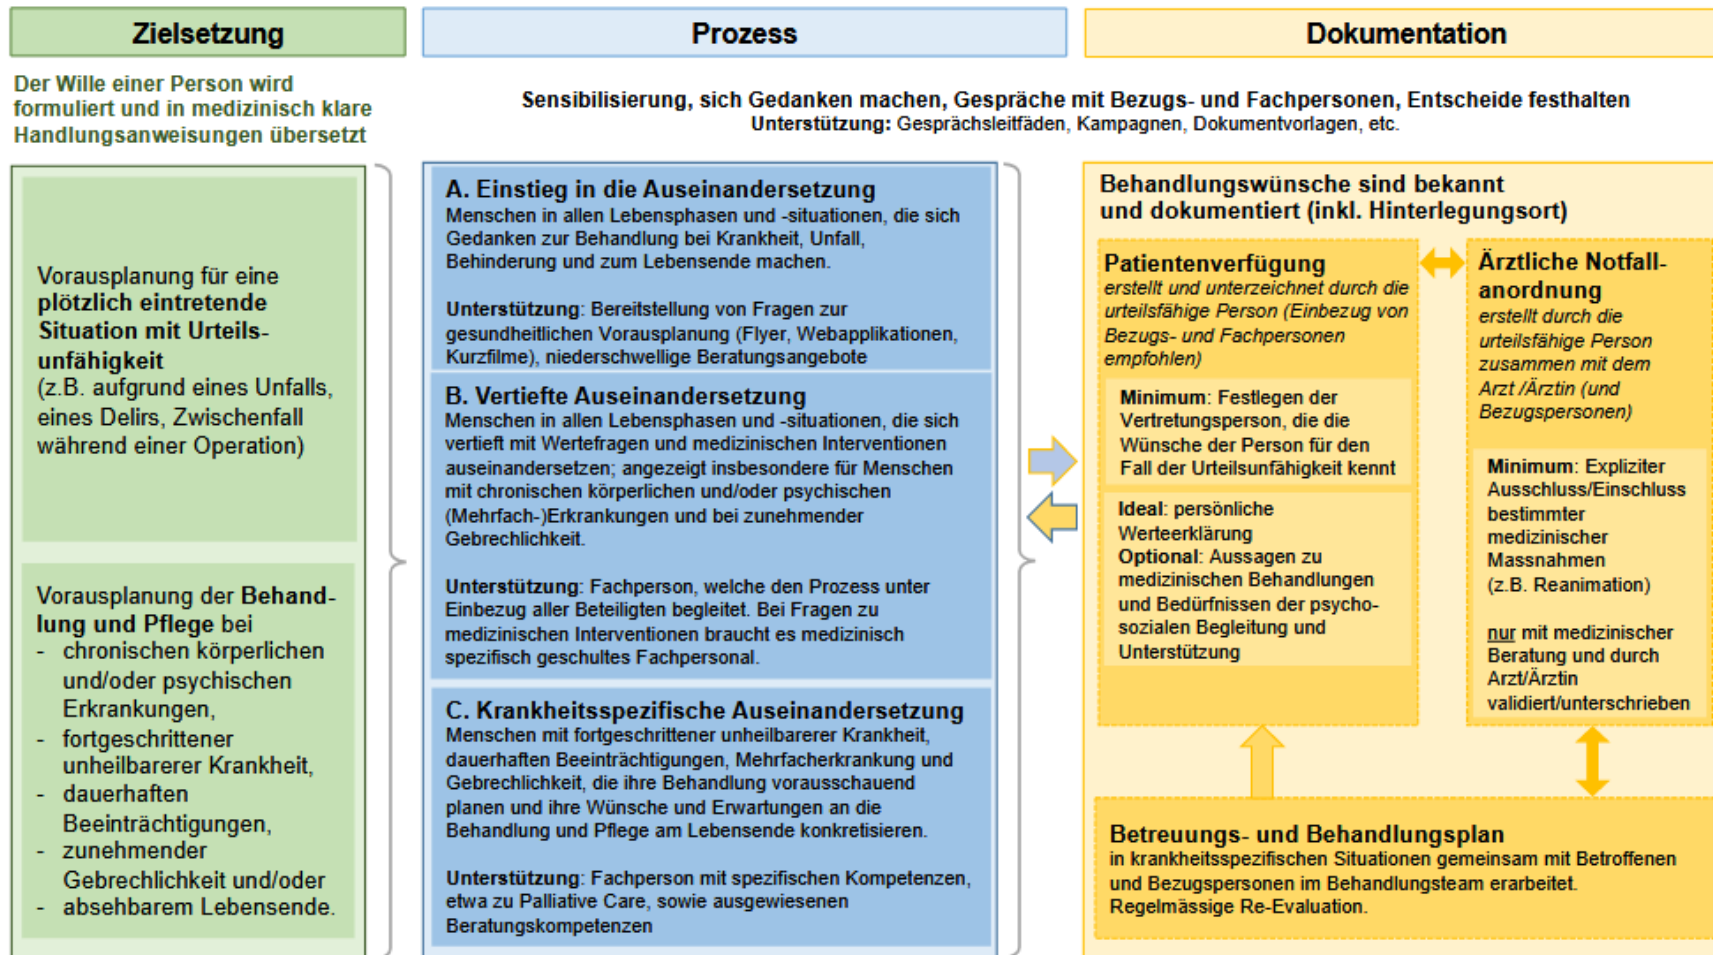 Zielsetzung
Prozess
Dokumentation
Der Wille einer Person wird
formuliert und in medizinisch klare
Handlungsanweisungen übersetzt
Sensibilisierung, sich Gedanken machen, Gespräche mit Bezugs- und Fachpersonen, Entscheide festhalten
Unterstützung: Gesprächsleitfäden, Kampagnen, Dokumentvorlagen, etc.
Vorausplanung für eine
plötzlich eintretende
Situation mit Urteils-
unfähigkeit
(z.B. aufgrund eines Unfalls,
eines Delirs, Zwischenfall
während einer Operation)
Vorausplanung der Behand-
lung und Pflege bei
- chronischen körperlichen
und/oder psychischen
Erkrankungen,
- fortgeschrittener
unheilbarerer Krankheit,
- dauerhaften
Beeinträchtigungen,
- zunehmender
Gebrechlichkeit und/oder
- absehbarem Lebensende.
A. Einstieg in die Auseinandersetzung
Menschen in allen Lebensphasen und -situationen, die sich
Gedanken zur Behandlung bei Krankheit, Unfall,
Behinderung und zum Lebensende machen.
Unterstützung: Bereitstellung von Fragen zur
gesundheitlichen Vorausplanung (Flyer, Webapplikationen,
Kurzfilme), niederschwellige Beratungsangebote
B. Vertiefte Auseinandersetzung
Menschen in allen Lebensphasen und -situationen, die sich
vertieft mit Wertefragen und medizinischen Interventionen
auseinandersetzen; angezeigt insbesondere für Menschen
mit chronischen körperlichen und/oder psychischen
(Mehrfach-)Erkrankungen und bei zunehmender
Gebrechlichkeit.
Unterstützung: Fachperson, welche den Prozess unter
Einbezug aller Beteiligten begleitet. Bei Fragen zu
medizinischen Interventionen braucht es medizinisch
spezifisch geschultes Fachpersonal.
C. Krankheitsspezifische Auseinandersetzung
Menschen mit fortgeschrittener unheilbarerer Krankheit,
dauerhaften Beeinträchtigungen, Mehrfacherkrankung und
Gebrechlichkeit, die ihre Behandlung vorausschauend
planen und ihre Wünsche und Erwartungen an die
Behandlung und Pflege am Lebensende konkretisieren.
Unterstützung: Fachperson mit spezifischen Kompetenzen,
etwa zu Palliative Care, sowie ausgewiesenen
Beratungskompetenzen
Behandlungswünsche sind bekannt
und dokumentiert (inkl. Hinterlegungsort)
Patientenverfügung
erstellt und unterzeichnet durch die
urteilsfähige Person (Einbezug von
Bezugs- und Fachpersonen
empfohlen)
Minimum: Festlegen der
Vertretungsperson, die die
Wünsche der Person für den
Fall der Urteilsunfähigkeit kennt
Ideal: persönliche
Werteerklärung
Optional: Aussagen zu
medizinischen Behandlungen
und Bedürfnissen der psycho-
sozialen Begleitung und
Unterstützung
Ärztliche Notfall-
anordnung
erstellt durch die
urteilsfähige Person
zusammen mit dem
Arzt /Ärztin (und
Bezugspersonen)
Minimum: Expliziter
Ausschluss/Einschluss
bestimmter
medizinischer
Massnahmen
(z.B. Reanimation)
nur mit medizinischer
Beratung und durch
Arzt/Ärztin
validiert/unterschrieben
Betreuungs- und Behandlungsplan
in krankheitsspezifischen Situationen gemeinsam mit Betroffenen
und Bezugspersonen im Behandlungsteam erarbeitet.
Regelmässige Re-Evaluation.